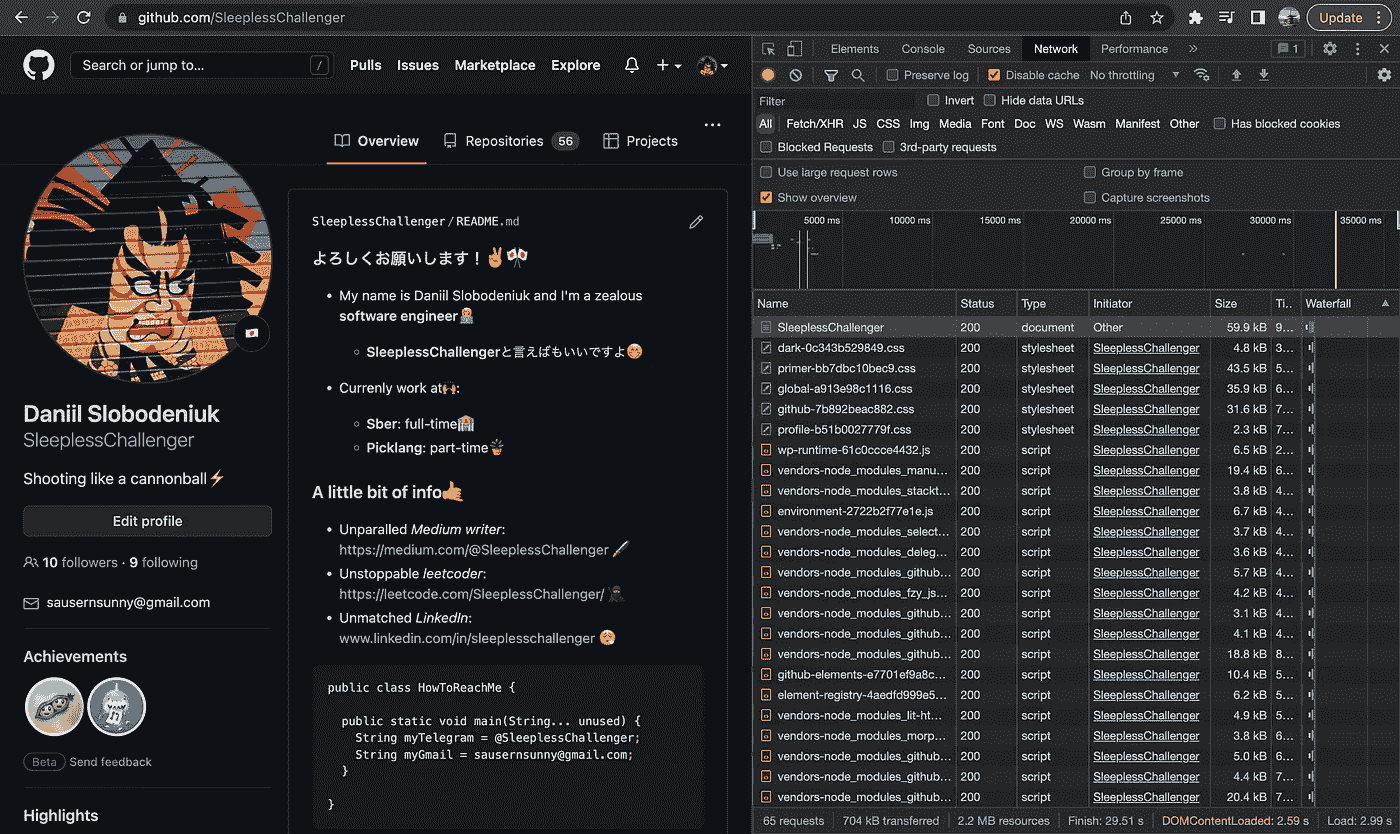 github.com/SleeplessChallenger
Update
Search or jump to...
/
Pulls Issues Marketplace Explore
Overview
Repositories 56
Projects
Daniil Slobodeniuk
SleeplessChallenger
Shooting like a cannonball⚡
Edit profile
10 followers · 9 following
sausernsunny@gmail.com
Achievements
Beta Send feedback
Highlights
SleeplessChallenger/README.md
よろしくお願いします！✌🎌
• My name is Daniil Slobodeniuk and I'm a zealous
software engineer
◦ SleeplessChallengerと言えばもいいですよ😁
• Currenly work at🙌:
◦ Sber: full-time🏦
◦ Picklang: part-time
A little bit of info🤙
• Unparalled Medium writer:
https://medium.com/@SleeplessChallenger
• Unstoppable leetcoder:
https://leetcode.com/SleeplessChallenger/
• Unmatched LinkedIn:
www.linkedin.com/in/sleeplesschallenger
public class HowToReachMe {
public static void main(String... unused) {
String myTelegram = @SleeplessChallenger;
String myGmail = sausernsunny@gmail.com;
}
}
Elements Console Sources Network Performance » 1
Preserve log Disable cache No throttling
Filter Invert Hide data URLs
All Fetch/XHR JS CSS Img Media Font Doc WS Wasm Manifest Other Has blocked cookies
Blocked Requests 3rd-party requests
Use large request rows Group by frame
Show overview Capture screenshots
5000 ms 10000 ms 15000 ms 20000 ms 25000 ms 30000 ms 35000 ms
Name Status Type Initiator Size Ti.. Waterfall
SleeplessChallenger 200 document Other 59.9 kB 9...
dark-0c343b529849.css 200 stylesheet SleeplessChallenger 4.8 kB 3...
primer-bb7dbc10bec9.css 200 stylesheet SleeplessChallenger 43.5 kB 5...
global-a913e98c1116.css 200 stylesheet SleeplessChallenger 35.9 kB 6...
github-7b892beac882.css 200 stylesheet SleeplessChallenger 31.6 kB 7...
profile-b51b0027779f.css 200 stylesheet SleeplessChallenger 2.3 kB 7...
wp-runtime-61c0ccce4432.js 200 script SleeplessChallenger 6.5 kB 2...
vendors-node_modules_manu... 200 script SleeplessChallenger 19.4 kB 6...
vendors-node_modules_stackt... 200 script SleeplessChallenger 3.8 kB 4...
environment-2722b2f77e1e.js 200 script SleeplessChallenger 6.7 kB 4...
vendors-node_modules_select... 200 script SleeplessChallenger 3.7 kB 4...
vendors-node_modules_deleg... 200 script SleeplessChallenger 3.6 kB 4...
vendors-node_modules_github... 200 script SleeplessChallenger 5.7 kB 4...
vendors-node_modules_fzy_js... 200 script SleeplessChallenger 4.2 kB 4...
vendors-node_modules_github... 200 script SleeplessChallenger 3.1 kB 4...
vendors-node_modules_github... 200 script SleeplessChallenger 4.1 kB 4...
vendors-node_modules_github... 200 script SleeplessChallenger 18.8 kB 8...
github-elements-e7701ef9a8c... 200 script SleeplessChallenger 10.4 kB 5...
element-registry-4aedfd999e5... 200 script SleeplessChallenger 6.2 kB 5...
vendors-node_modules_lit-ht... 200 script SleeplessChallenger 4.9 kB 5...
vendors-node_modules_morp... 200 script SleeplessChallenger 3.8 kB 6...
vendors-node_modules_github... 200 script SleeplessChallenger 5.0 kB 6...
vendors-node_modules_github... 200 script SleeplessChallenger 4.4 kB 7...
vendors-node_modules_github... 200 script SleeplessChallenger 20.4 kB 7...
65 requests 704 kB transferred 2.2 MB resources Finish: 29.51 s DOMContentLoaded: 2.59 s Load: 2.99 s